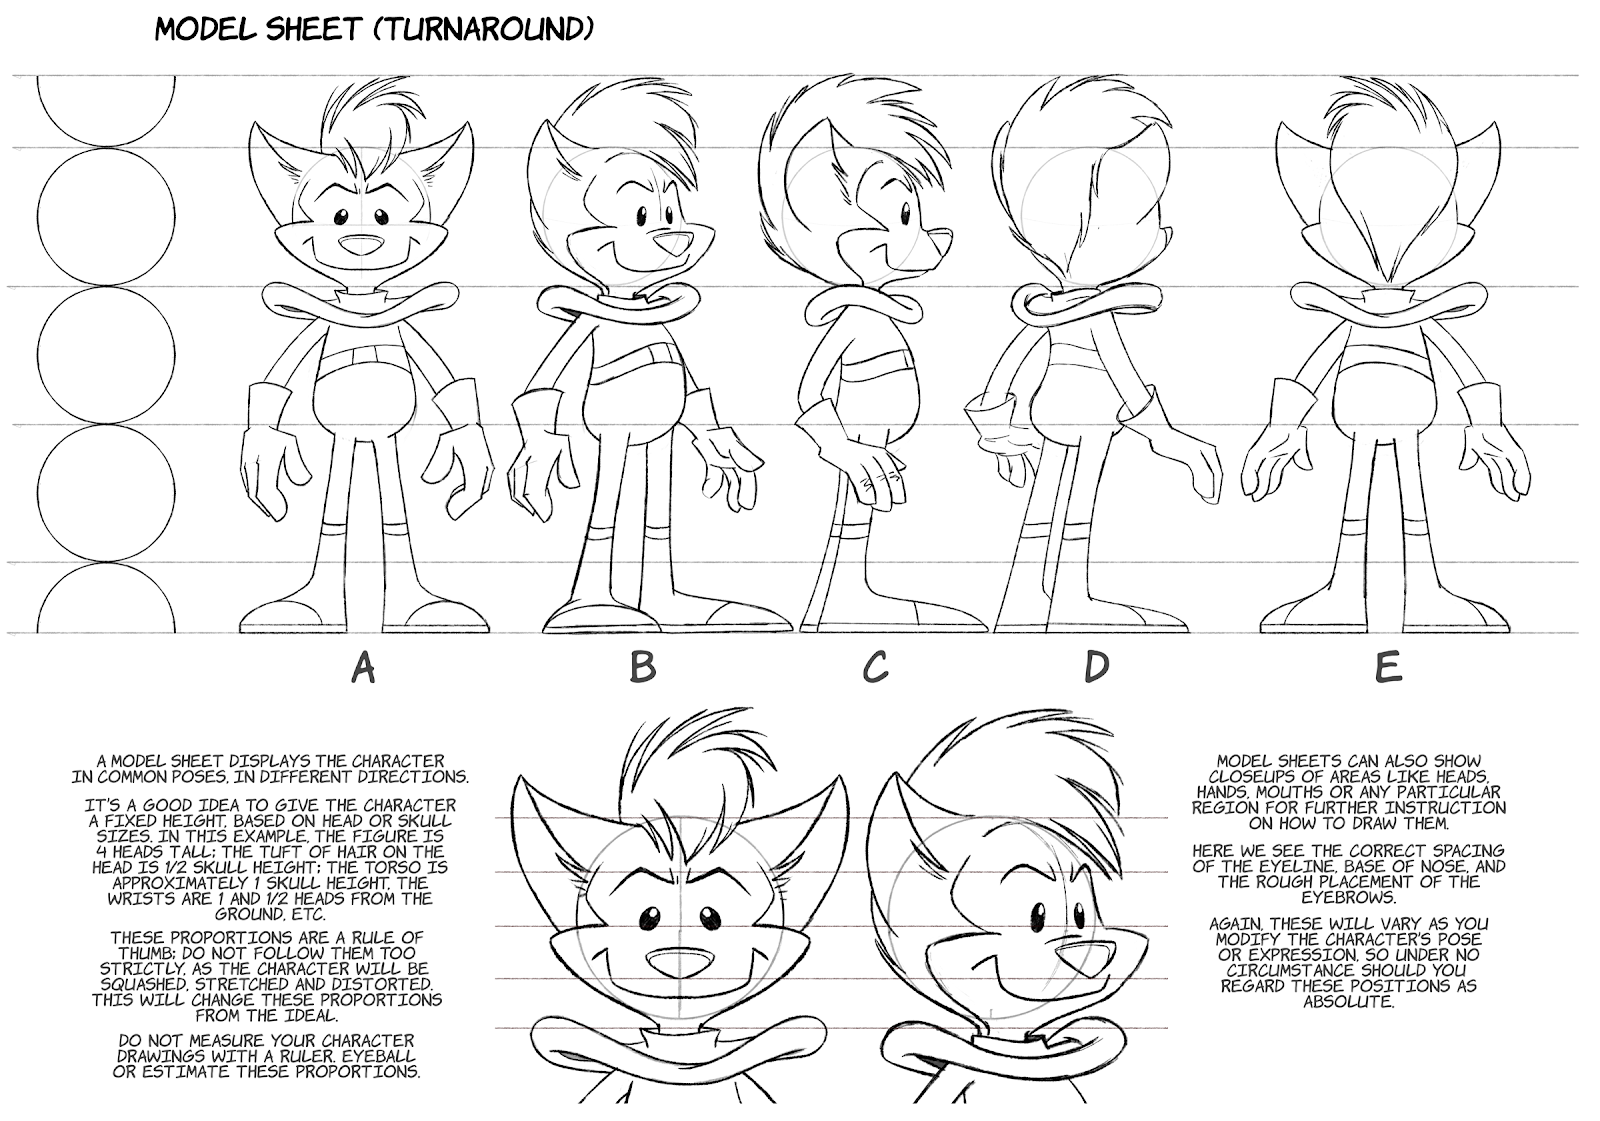 MODEL SHEET (TURNAROUND)
A
B
C
D
E
A MODEL SHEET DISPLAYS THE CHARACTER
IN COMMON POSES, IN DIFFERENT DIRECTIONS.
IT'S A GOOD IDEA TO GIVE THE CHARACTER
A FIXED HEIGHT, BASED ON HEAD OR SKULL
SIZES. IN THIS EXAMPLE, THE FIGURE IS
4 HEADS TALL; THE TUFT OF HAIR ON THE
HEAD IS 1/2 SKULL HEIGHT; THE TORSO IS
APPROXIMATELY 1 SKULL HEIGHT, THE
WRISTS ARE 1 AND 1/2 HEADS FROM THE
GROUND, ETC.
THESE PROPORTIONS ARE A RULE OF
THUMB; DO NOT FOLLOW THEM TOO
STRICTLY, AS THE CHARACTER WILL BE
SQUASHED, STRETCHED AND DISTORTED.
THIS WILL CHANGE THESE PROPORTIONS
FROM THE IDEAL.
DO NOT MEASURE YOUR CHARACTER
DRAWINGS WITH A RULER. EYEBALL
OR ESTIMATE THESE PROPORTIONS.
MODEL SHEETS CAN ALSO SHOW
CLOSEUPS OF AREAS LIKE HEADS,
HANDS, MOUTHS OR ANY PARTICULAR
REGION FOR FURTHER INSTRUCTION
ON HOW TO DRAW THEM.
HERE WE SEE THE CORRECT SPACING
OF THE EYELINE, BASE OF NOSE, AND
THE ROUGH PLACEMENT OF THE
EYEBROWS.
AGAIN, THESE WILL VARY AS YOU
MODIFY THE CHARACTER'S POSE
OR EXPRESSION, SO UNDER NO
CIRCUMSTANCE SHOULD YOU
REGARD THESE POSITIONS AS
ABSOLUTE.